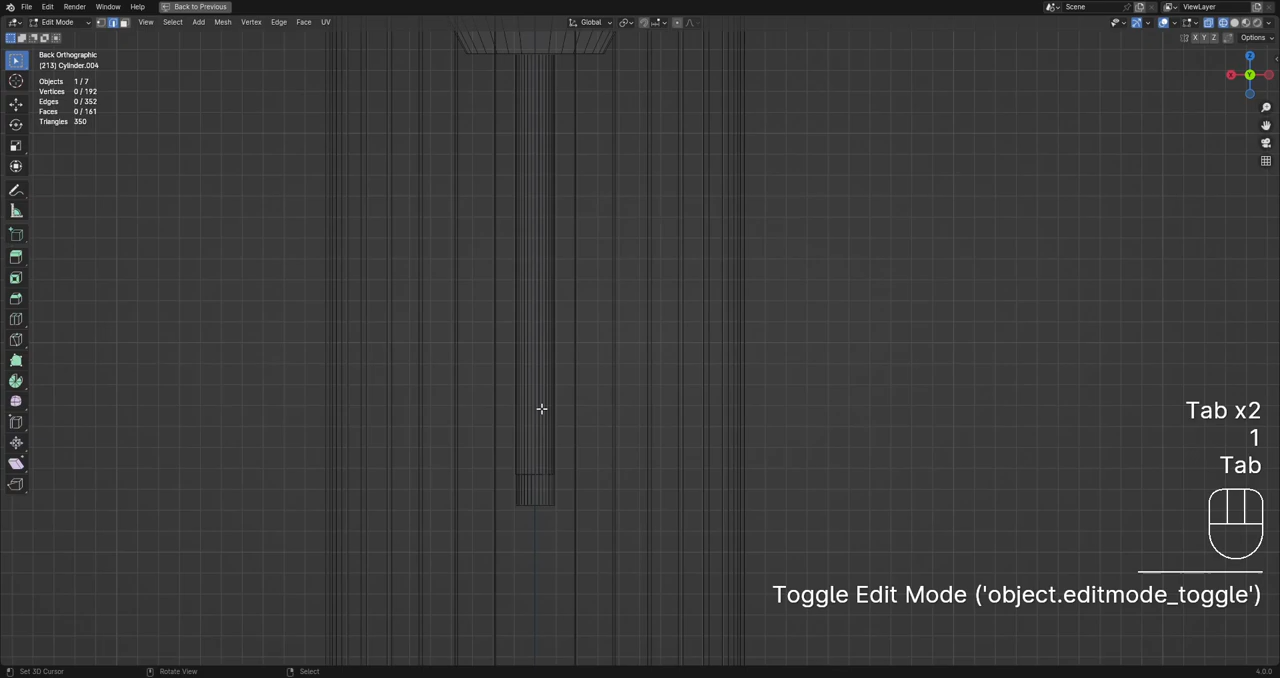 File Edit Render Window Help Back to Previous Scene ViewLayer
Edit Mode View Select Add Mesh Vertex Edge Face UV Global
X Y Z Options
Back Orthographic
[213] Cylinder.004
Objects 1 / 7
Vertices 0 / 192
Edges 0 / 352
Faces 0 / 161
Triangles 350
Z
X
Y
Tab x2
1
Tab
Toggle Edit Mode ('object.editmode_toggle')
Set 3D Cursor Rotate View Select 4.0.0